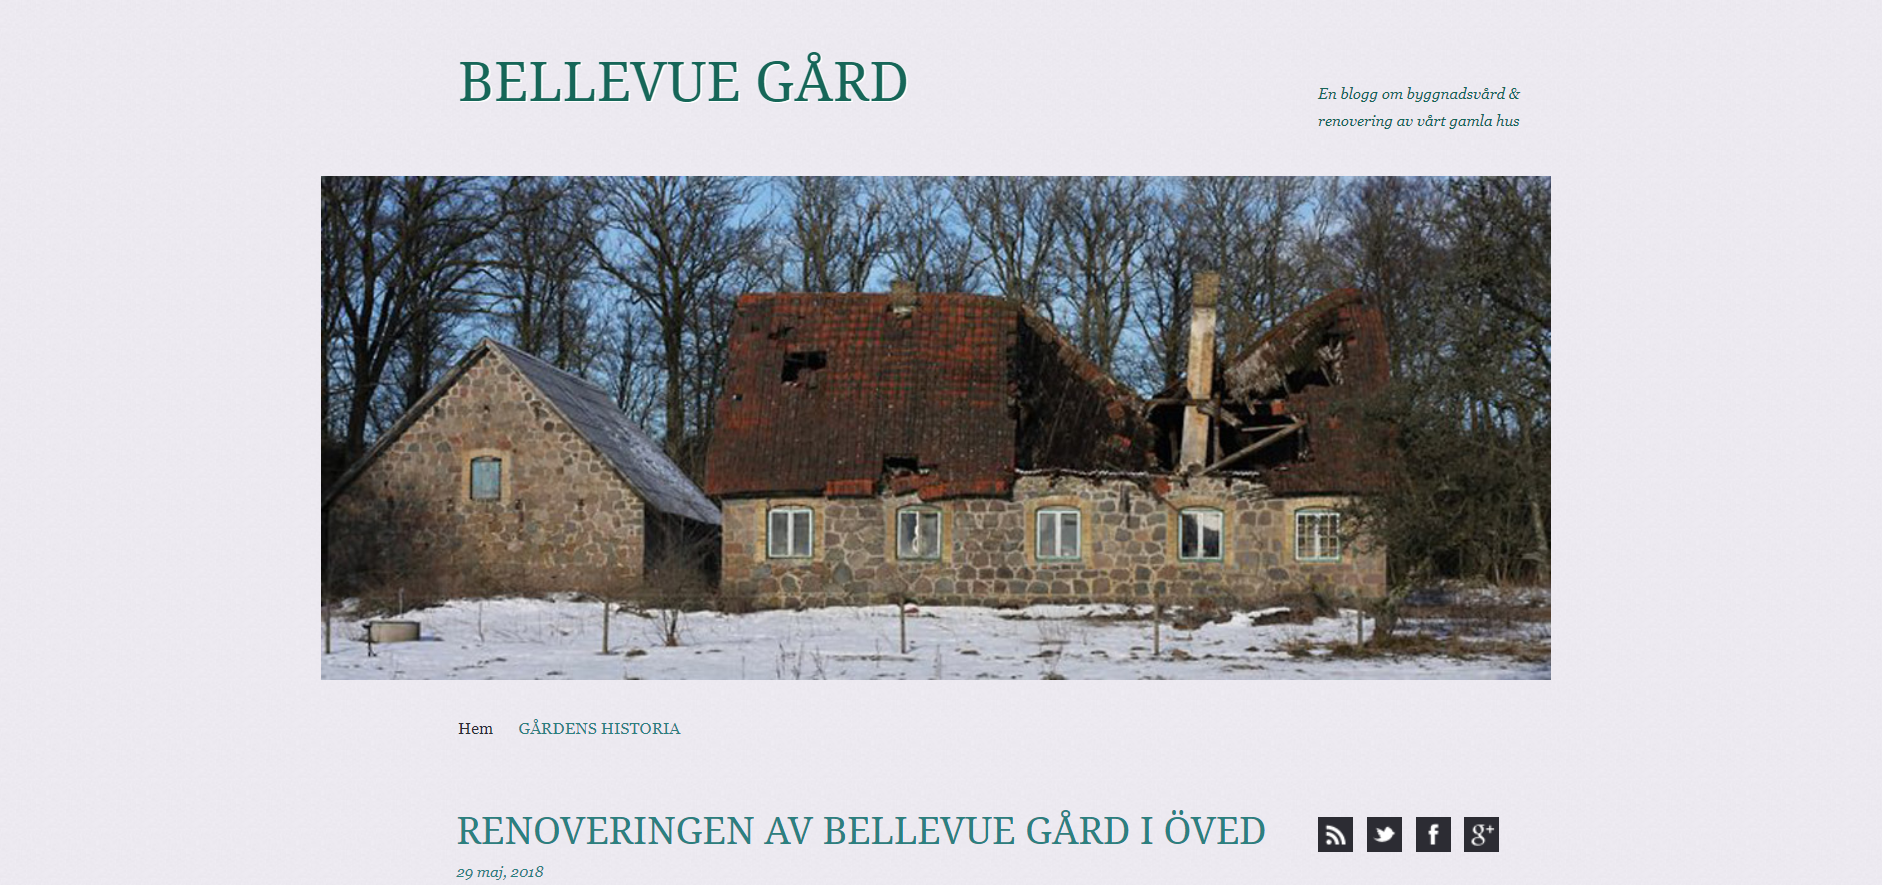 BELLEVUE GÅRD
En blogg om byggnadsvård &
renovering av vårt gamla hus
Hem
GÅRDENS HISTORIA
RENOVERINGEN AV BELLEVUE GÅRD I ÖVED
29 maj, 2018
f
g+